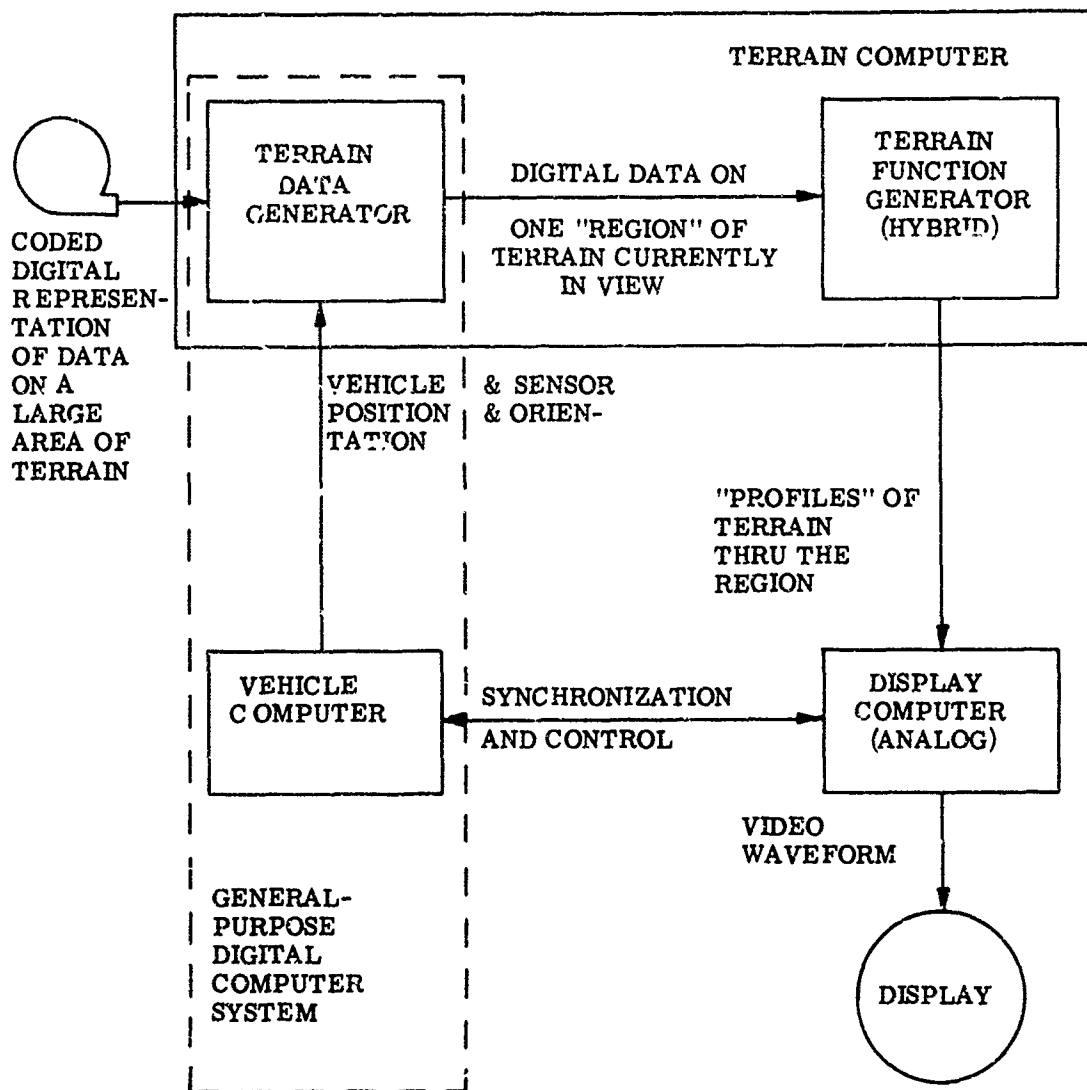 TERRAIN COMPUTER
TERRAIN
DATA
GENERATOR
DIGITAL DATA ON
ONE "REGION" OF
TERRAIN CURRENTLY
IN VIEW
TERRAIN
FUNCTION
GENERATOR
(HYBRID)
CODED
DIGITAL
REPRESEN-
TATION
OF DATA
ON A
LARGE
AREA OF
TERRAIN
VEHICLE & SENSOR
POSITION & ORIEN-
TATION
"PROFILES" OF
TERRAIN
THRU THE
REGION
VEHICLE
COMPUTER
SYNCHRONIZATION
AND CONTROL
DISPLAY
COMPUTER
(ANALOG)
VIDEO
WAVEFORM
GENERAL-
PURPOSE
DIGITAL
COMPUTER
SYSTEM
DISPLAY